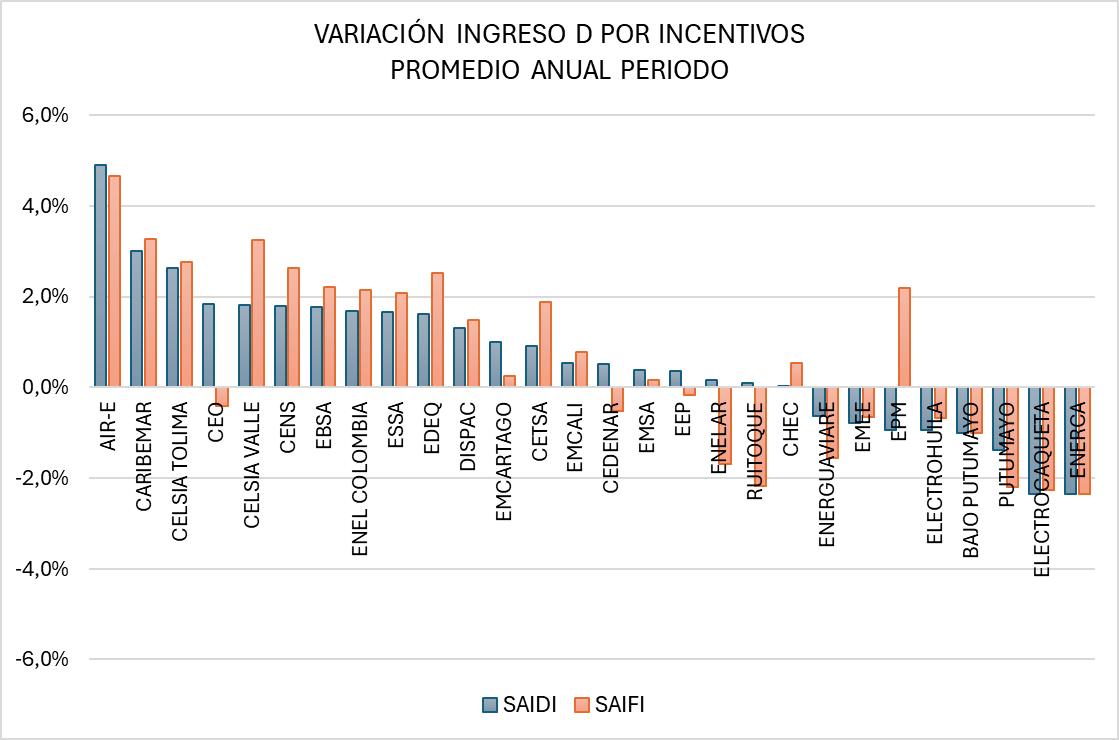 VARIACIÓN INGRESO D POR INCENTIVOS
PROMEDIO ANUAL PERIODO
6,0%
4,0%
2,0%
0,0%
-2,0%
-4,0%
-6,0%
AIR-E
CARIBEMAR
CELSIA TOLIMA
CEO
CELSIA VALLE
CENS
EBSA
ENEL COLOMBIA
ESSA
EDEQ
DISPAC
EMCARTAGO
CETSA
EMCALI
CEDENAR
EMSA
EEP
ENELAR
RUITOQUE
CHEC
ENERGUAVIARE
EMEE
EPM
ELECTROHUILA
BAJO PUTUMAYO
PUTUMAYO
ELECTROCAQUETA
ENERCA
SAIDI
SAIFI